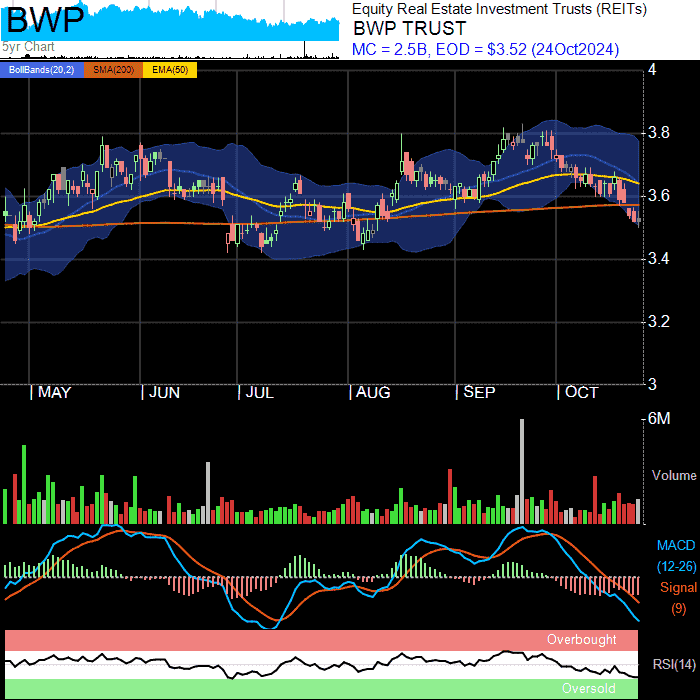 BWP
5yr Chart
Equity Real Estate Investment Trusts (REITs)
BWP TRUST
MC = 2.5B, EOD = $3.52 (24Oct2024)
BollBands(20,2) SMA(200) EMA(50)
4
3.8
3.6
3.4
3.2
3
MAY JUN JUL AUG SEP OCT
6M
Volume
MACD
(12-26)
Signal
(9)
Overbought
RSI(14)
Oversold